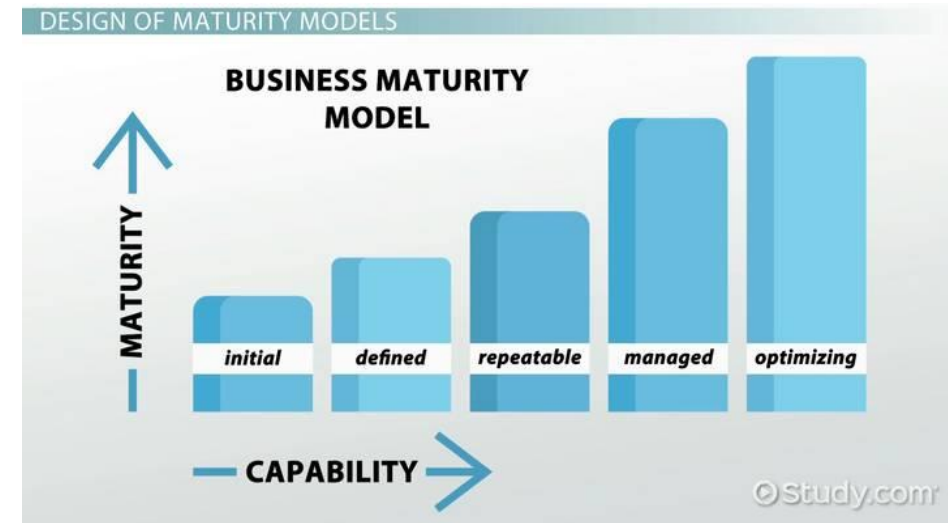 DESIGN OF MATURITY MODELS
BUSINESS MATURITY
MODEL
MATURITY
initial
defined
repeatable
managed
optimizing
CAPABILITY
Study.com